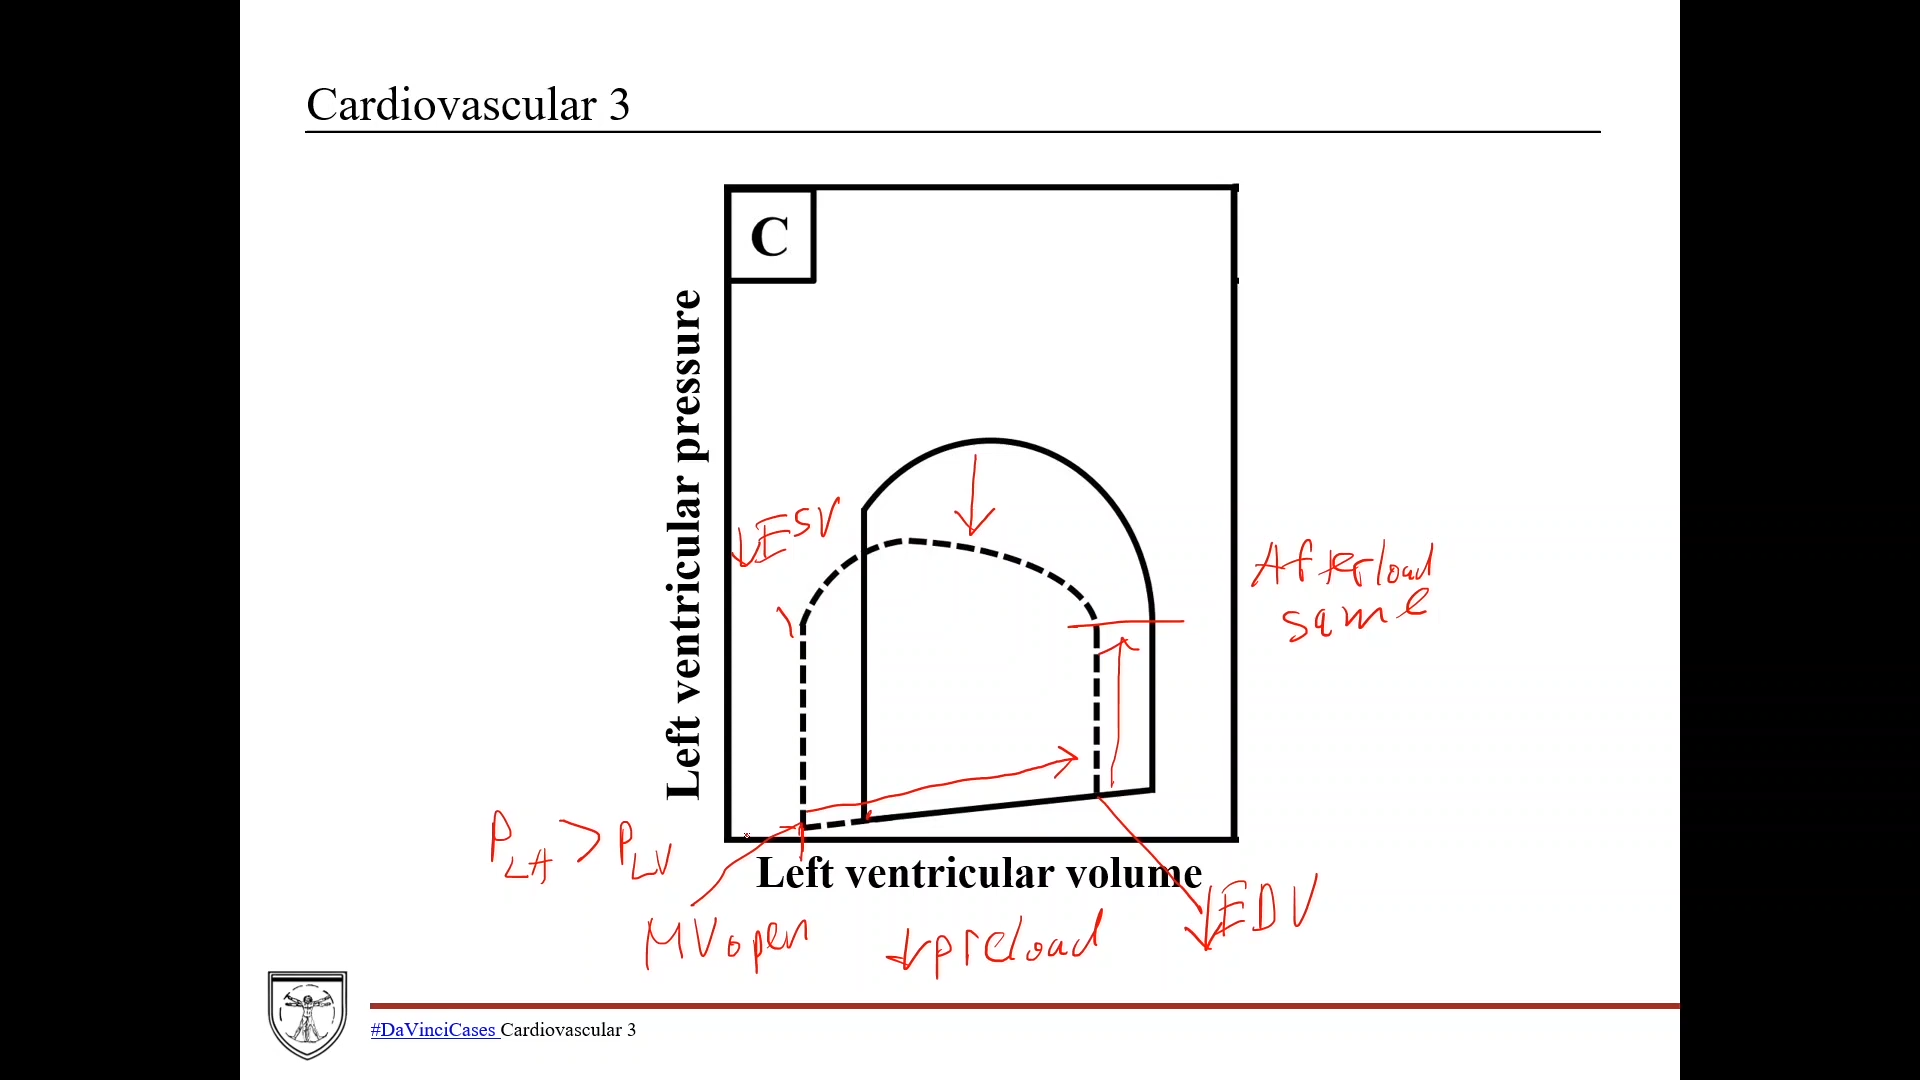 Cardiovascular 3
C
Left ventricular pressure
↓ESV
Afterload
same
P_LA > P_LV
Left ventricular volume
MV open
↓preload
↓EDV
#DaVinciCases Cardiovascular 3